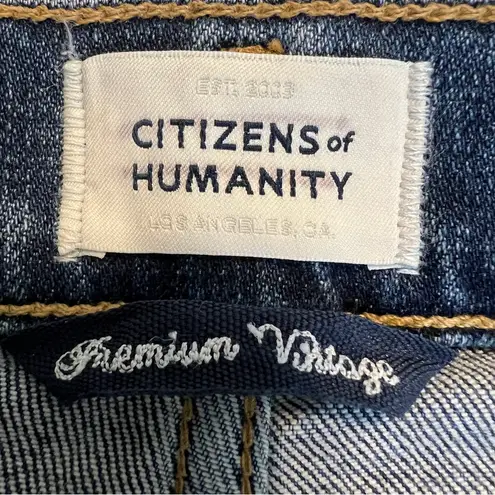 EST. 2003
CITIZENS of
HUMANITY
LOS ANGELES, CA.
Premium Vintage